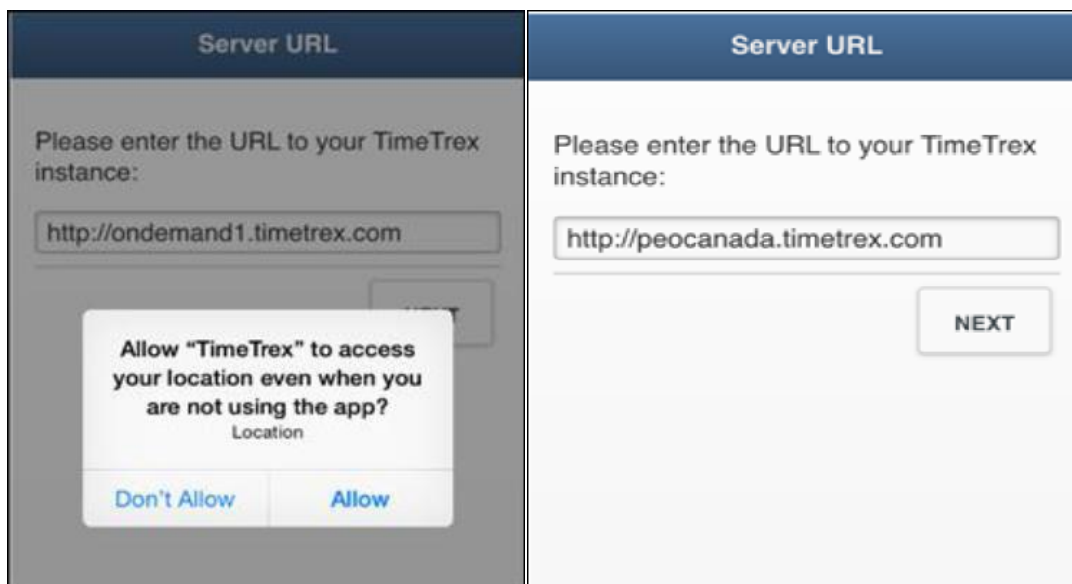 Server URL
Please enter the URL to your TimeTrex
instance:
http://ondemand1.timetrex.com
NEXT
Allow “TimeTrex” to access
your location even when you
are not using the app?
Location
Don't Allow
Allow
Server URL
Please enter the URL to your TimeTrex
instance:
http://peocanada.timetrex.com
NEXT